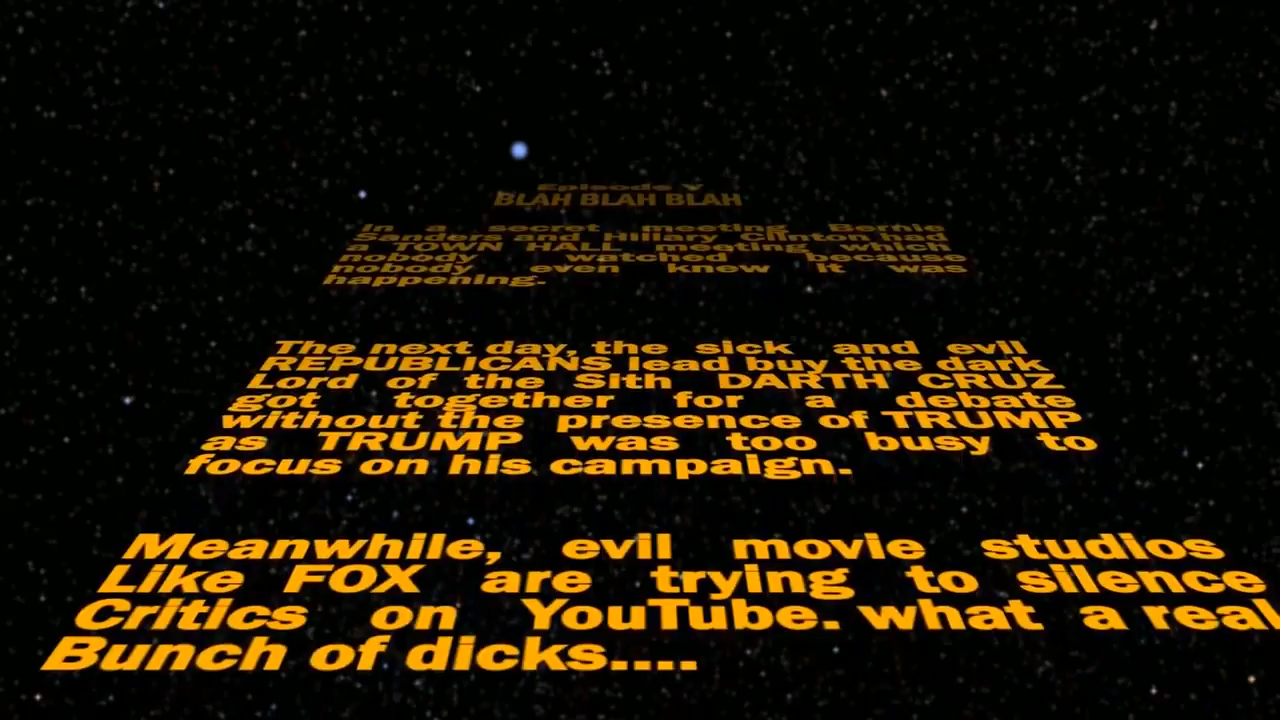 Episode V
BLAH BLAH BLAH
In a secret meeting Bernie
Sanders and Hillary Clinton had
a TOWN HALL meeting which
nobody watched because
nobody even knew it was
happening.
The next day, the sick and evil
REPUBLICANS lead buy the dark
Lord of the Sith DARTH CRUZ
got together for a debate
without the presence of TRUMP
as TRUMP was too busy to
focus on his campaign.
Meanwhile, evil movie studios
Like FOX are trying to silence
Critics on YouTube. what a real
Bunch of dicks....